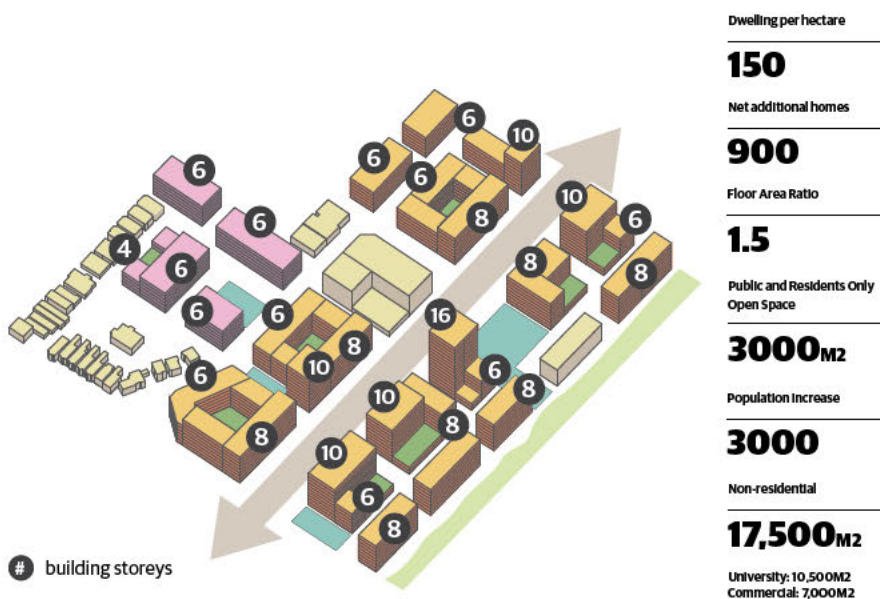 Dwelling per hectare
150
Net additional homes
900
Floor Area Ratio
1.5
Public and Residents Only
Open Space
3000M2
Population Increase
3000
Non-residential
17,500M2
University: 10,500M2
Commercial: 7,000M2
6
10
6
6
6
8
10
6
6
4
6
8
8
6
16
6
8
10
6
10
8
6
8
8
10
6
8
# building storeys